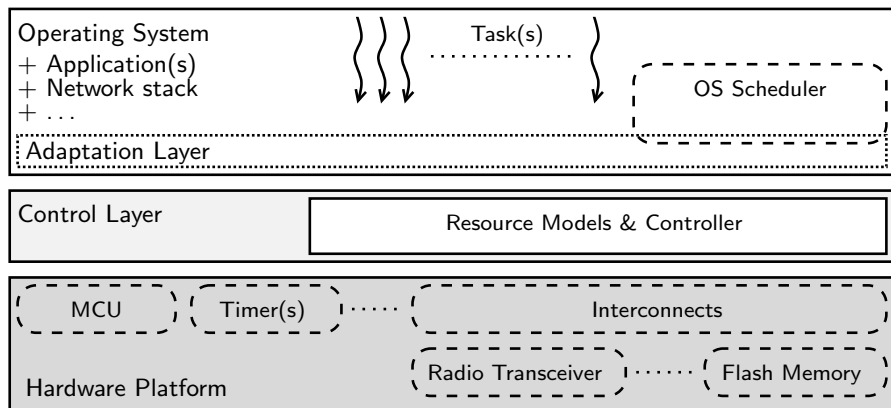 Operating System
Task(s)
+ Application(s)
+ Network stack
+ ...
OS Scheduler
Adaptation Layer
Control Layer
Resource Models & Controller
MCU
Timer(s)
Interconnects
Radio Transceiver
Flash Memory
Hardware Platform